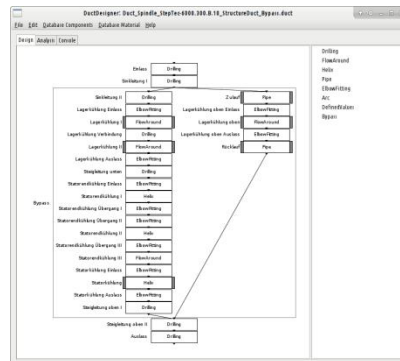 DuctDesigner: Duct_Spindle_StepTec-6000.300.B.10_StructureDuct_Bypass.duct
File Edit Database Components Database Material Help
Design Analysis Console
Einlass Drilling
Stichleitung I Drilling
Stichleitung II Drilling
Lagerkühlung Einlass ElbowFitting
Lagerkühlung I FlowAround
Lagerkühlung Verbindung Drilling
Lagerkühlung II FlowAround
Lagerkühlung Auslass ElbowFitting
Steigleitung unten Drilling
Statorendkühlung Einlass ElbowFitting
Statorendkühlung I Helix
Statorendkühlung Übergang I ElbowFitting
Statorendkühlung Übergang II ElbowFitting
Statorendkühlung II Helix
Statorendkühlung Übergang III ElbowFitting
Statorendkühlung III FlowAround
Statorkühlung Einlass ElbowFitting
Statorkühlung Helix
Statorkühlung Auslass ElbowFitting
Steigleitung oben I Drilling
Bypass
Zulauf Pipe
Lagerkühlung oben Einlass ElbowFitting
Lagerkühlung oben FlowAround
Lagerkühlung oben Auslass ElbowFitting
Rücklauf Pipe
Steigleitung oben II Drilling
Auslass Drilling
Drilling
FlowAround
Helix
Pipe
ElbowFitting
Arc
DefinedValues
Bypass